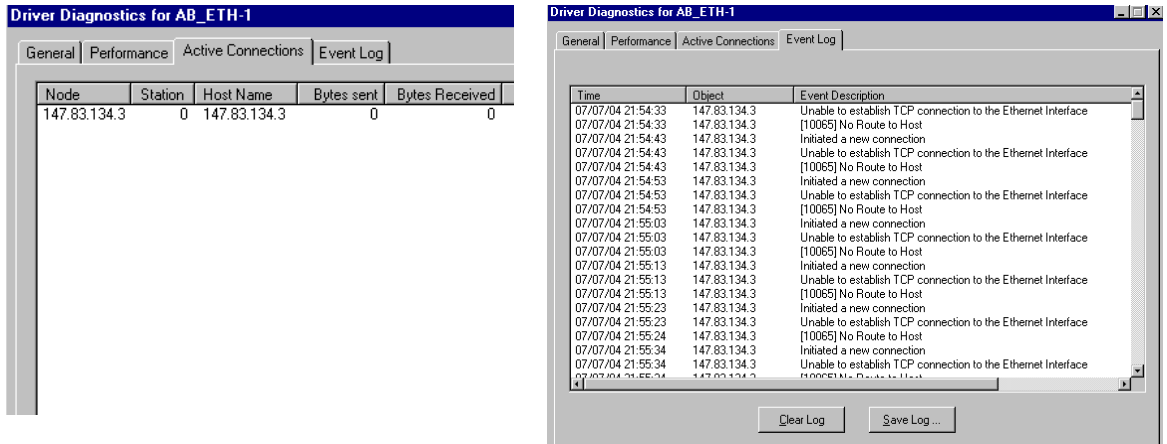 Driver Diagnostics for AB_ETH-1
General Performance Active Connections Event Log
Node Station Host Name Bytes sent Bytes Received
147.83.134.3 0 147.83.134.3 0 0
Driver Diagnostics for AB_ETH-1
General Performance Active Connections Event Log
Time Object Event Description
07/07/04 21:54:33 147.83.134.3 Unable to establish TCP connection to the Ethernet Interface
07/07/04 21:54:33 147.83.134.3 [10065] No Route to Host
07/07/04 21:54:43 147.83.134.3 Initiated a new connection
07/07/04 21:54:43 147.83.134.3 Unable to establish TCP connection to the Ethernet Interface
07/07/04 21:54:43 147.83.134.3 [10065] No Route to Host
07/07/04 21:54:53 147.83.134.3 Initiated a new connection
07/07/04 21:54:53 147.83.134.3 Unable to establish TCP connection to the Ethernet Interface
07/07/04 21:54:53 147.83.134.3 [10065] No Route to Host
07/07/04 21:55:03 147.83.134.3 Initiated a new connection
07/07/04 21:55:03 147.83.134.3 Unable to establish TCP connection to the Ethernet Interface
07/07/04 21:55:03 147.83.134.3 [10065] No Route to Host
07/07/04 21:55:13 147.83.134.3 Initiated a new connection
07/07/04 21:55:13 147.83.134.3 Unable to establish TCP connection to the Ethernet Interface
07/07/04 21:55:13 147.83.134.3 [10065] No Route to Host
07/07/04 21:55:23 147.83.134.3 Initiated a new connection
07/07/04 21:55:23 147.83.134.3 Unable to establish TCP connection to the Ethernet Interface
07/07/04 21:55:24 147.83.134.3 [10065] No Route to Host
07/07/04 21:55:34 147.83.134.3 Initiated a new connection
07/07/04 21:55:34 147.83.134.3 Unable to establish TCP connection to the Ethernet Interface
07/07/04 21:55:34 147.83.134.3 [10065] No Route to Host
Clear Log Save Log ...